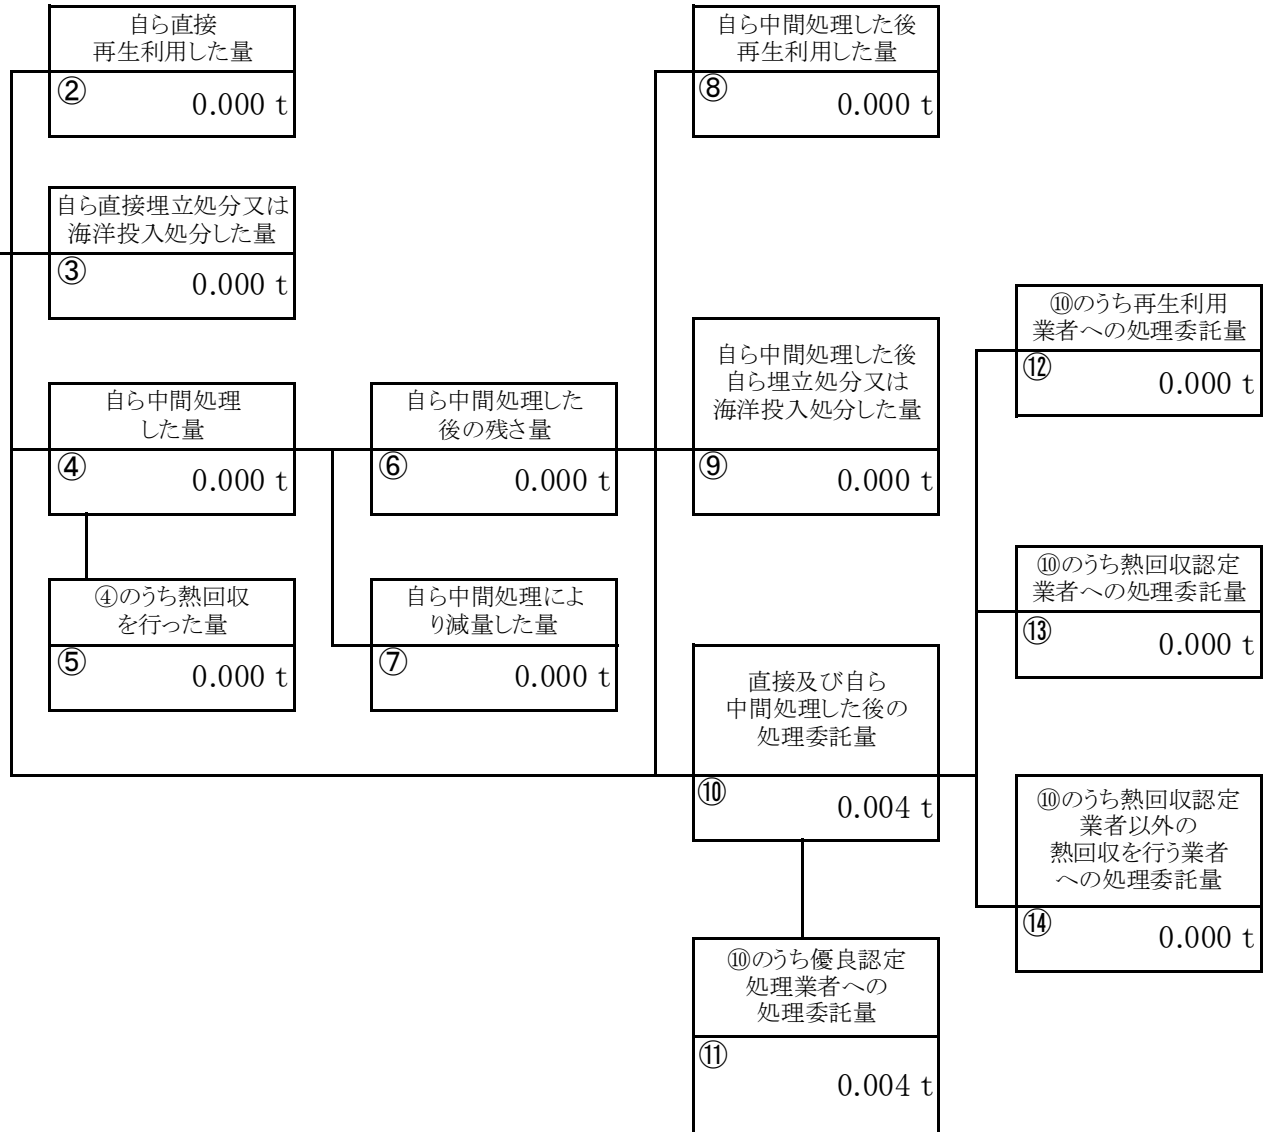 自ら直接
再生利用した量
②
0.000 t
自ら直接埋立処分又は
海洋投入処分した量
③
0.000 t
自ら中間処理
した量
④
0.000 t
④のうち熱回収
を行った量
⑤
0.000 t
自ら中間処理した
後の残さ量
⑥
0.000 t
自ら中間処理によ
り減量した量
⑦
0.000 t
自ら中間処理した後
再生利用した量
⑧
0.000 t
自ら中間処理した後
自ら埋立処分又は
海洋投入処分した量
⑨
0.000 t
直接及び自ら
中間処理した後の
処理委託量
⑩
0.004 t
⑩のうち優良認定
処理業者への
処理委託量
⑪
0.004 t
⑩のうち再生利用
業者への処理委託量
⑫
0.000 t
⑩のうち熱回収認定
業者への処理委託量
⑬
0.000 t
⑩のうち熱回収認定
業者以外の
熱回収を行う業者
への処理委託量
⑭
0.000 t